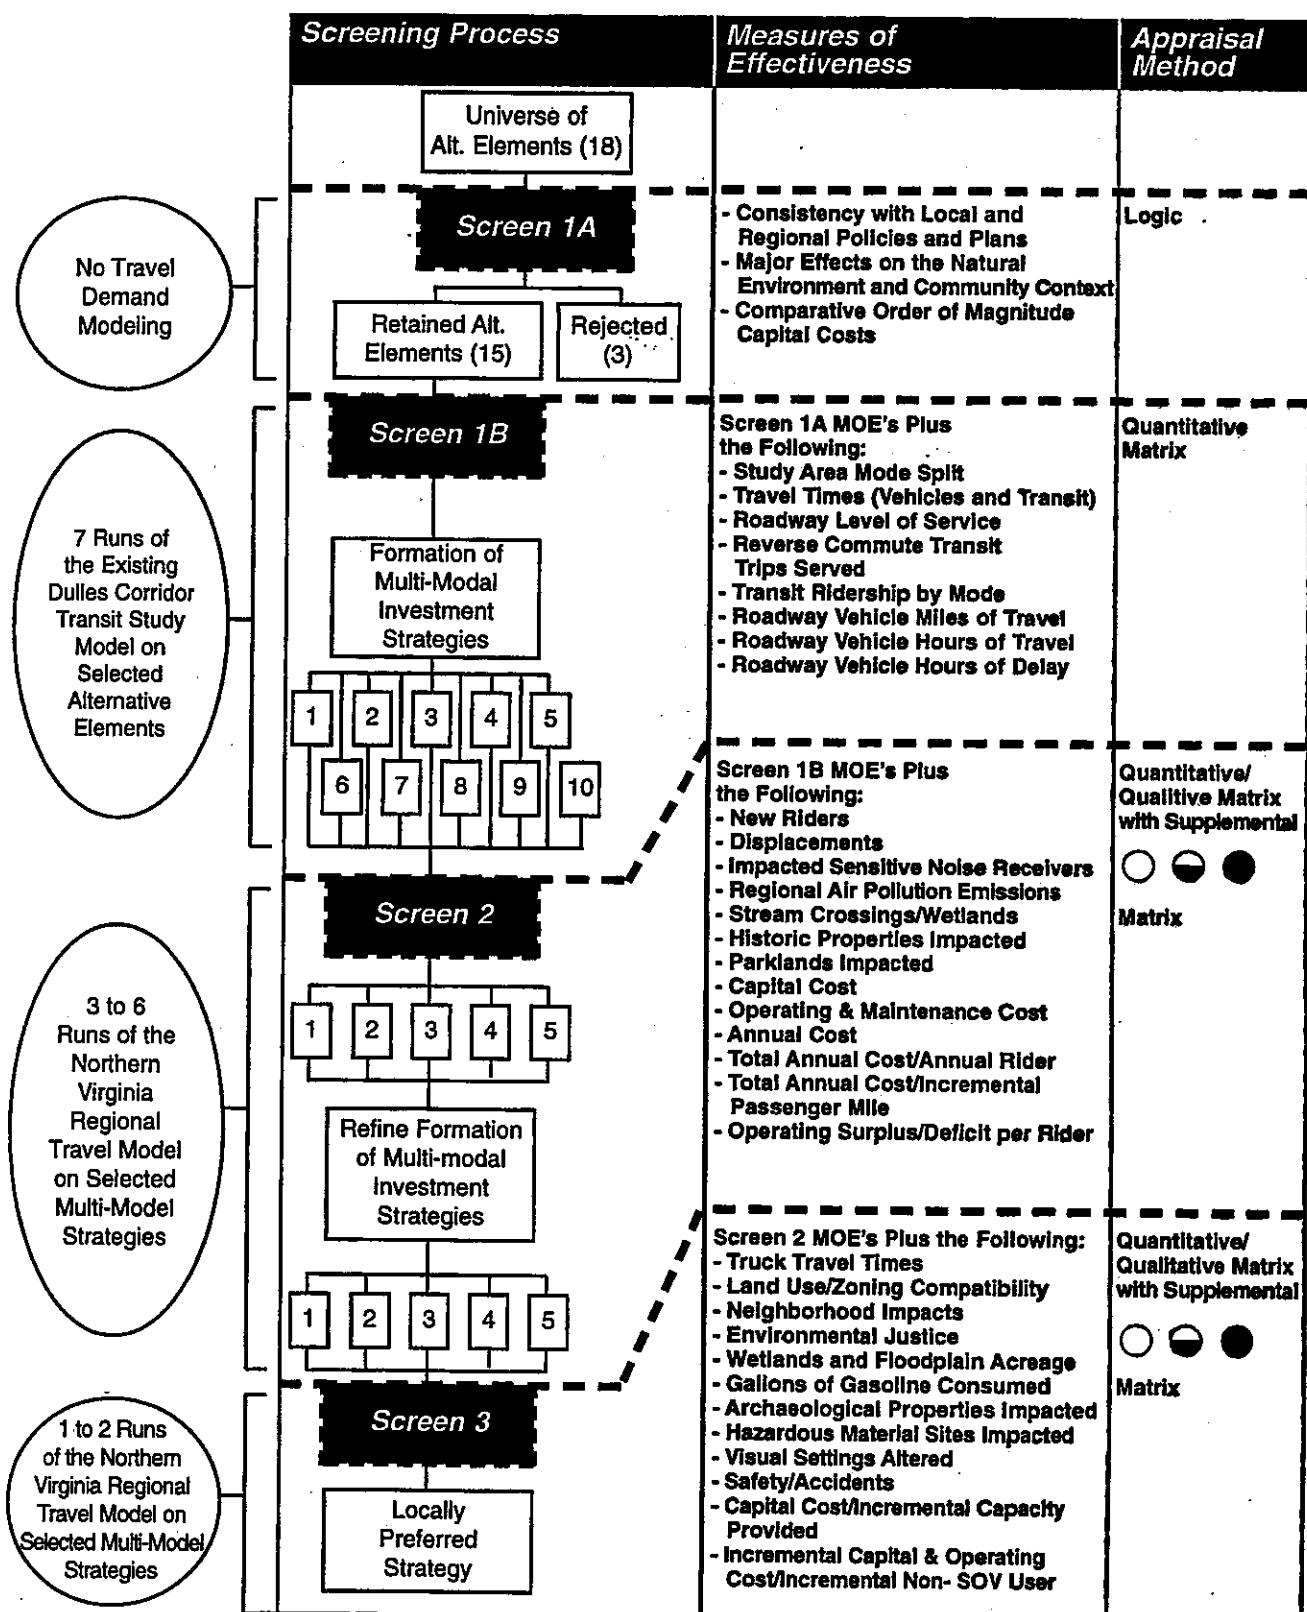 Screening Process
Measures of
Effectiveness
Appraisal
Method
Universe of
Alt. Elements (18)
No Travel
Demand
Modeling
Screen 1A
Retained Alt.
Elements (15)
Rejected
(3)
- Consistency with Local and
Regional Policies and Plans
- Major Effects on the Natural
Environment and Community Context
- Comparative Order of Magnitude
Capital Costs
Logic
7 Runs of
the Existing
Dulles Corridor
Transit Study
Model on
Selected
Alternative
Elements
Screen 1B
Formation of
Multi-Modal
Investment
Strategies
1 2 3 4 5
6 7 8 9 10
Screen 1A MOE's Plus
the Following:
- Study Area Mode Split
- Travel Times (Vehicles and Transit)
- Roadway Level of Service
- Reverse Commute Transit
Trips Served
- Transit Ridership by Mode
- Roadway Vehicle Miles of Travel
- Roadway Vehicle Hours of Travel
- Roadway Vehicle Hours of Delay
Quantitative
Matrix
3 to 6
Runs of the
Northern
Virginia
Regional
Travel Model
on Selected
Multi-Model
Strategies
Screen 2
1 2 3 4 5
Refine Formation
of Multi-modal
Investment
Strategies
1 2 3 4 5
Screen 1B MOE's Plus
the Following:
- New Riders
- Displacements
- Impacted Sensitive Noise Receivers
- Regional Air Pollution Emissions
- Stream Crossings/Wetlands
- Historic Properties Impacted
- Parklands Impacted
- Capital Cost
- Operating & Maintenance Cost
- Annual Cost
- Total Annual Cost/Annual Rider
- Total Annual Cost/Incremental
Passenger Mile
- Operating Surplus/Deficit per Rider
Quantitative/
Qualitive Matrix
with Supplemental
Matrix
1 to 2 Runs
of the Northern
Virginia Regional
Travel Model on
Selected Multi-Model
Strategies
Screen 3
Locally
Preferred
Strategy
Screen 2 MOE's Plus the Following:
- Truck Travel Times
- Land Use/Zoning Compatibility
- Neighborhood Impacts
- Environmental Justice
- Wetlands and Floodplain Acreage
- Gallons of Gasoline Consumed
- Archaeological Properties Impacted
- Hazardous Material Sites Impacted
- Visual Settings Altered
- Safety/Accidents
- Capital Cost/Incremental Capacity
Provided
- Incremental Capital & Operating
Cost/Incremental Non- SOV User
Quantitative/
Qualitative Matrix
with Supplemental
Matrix